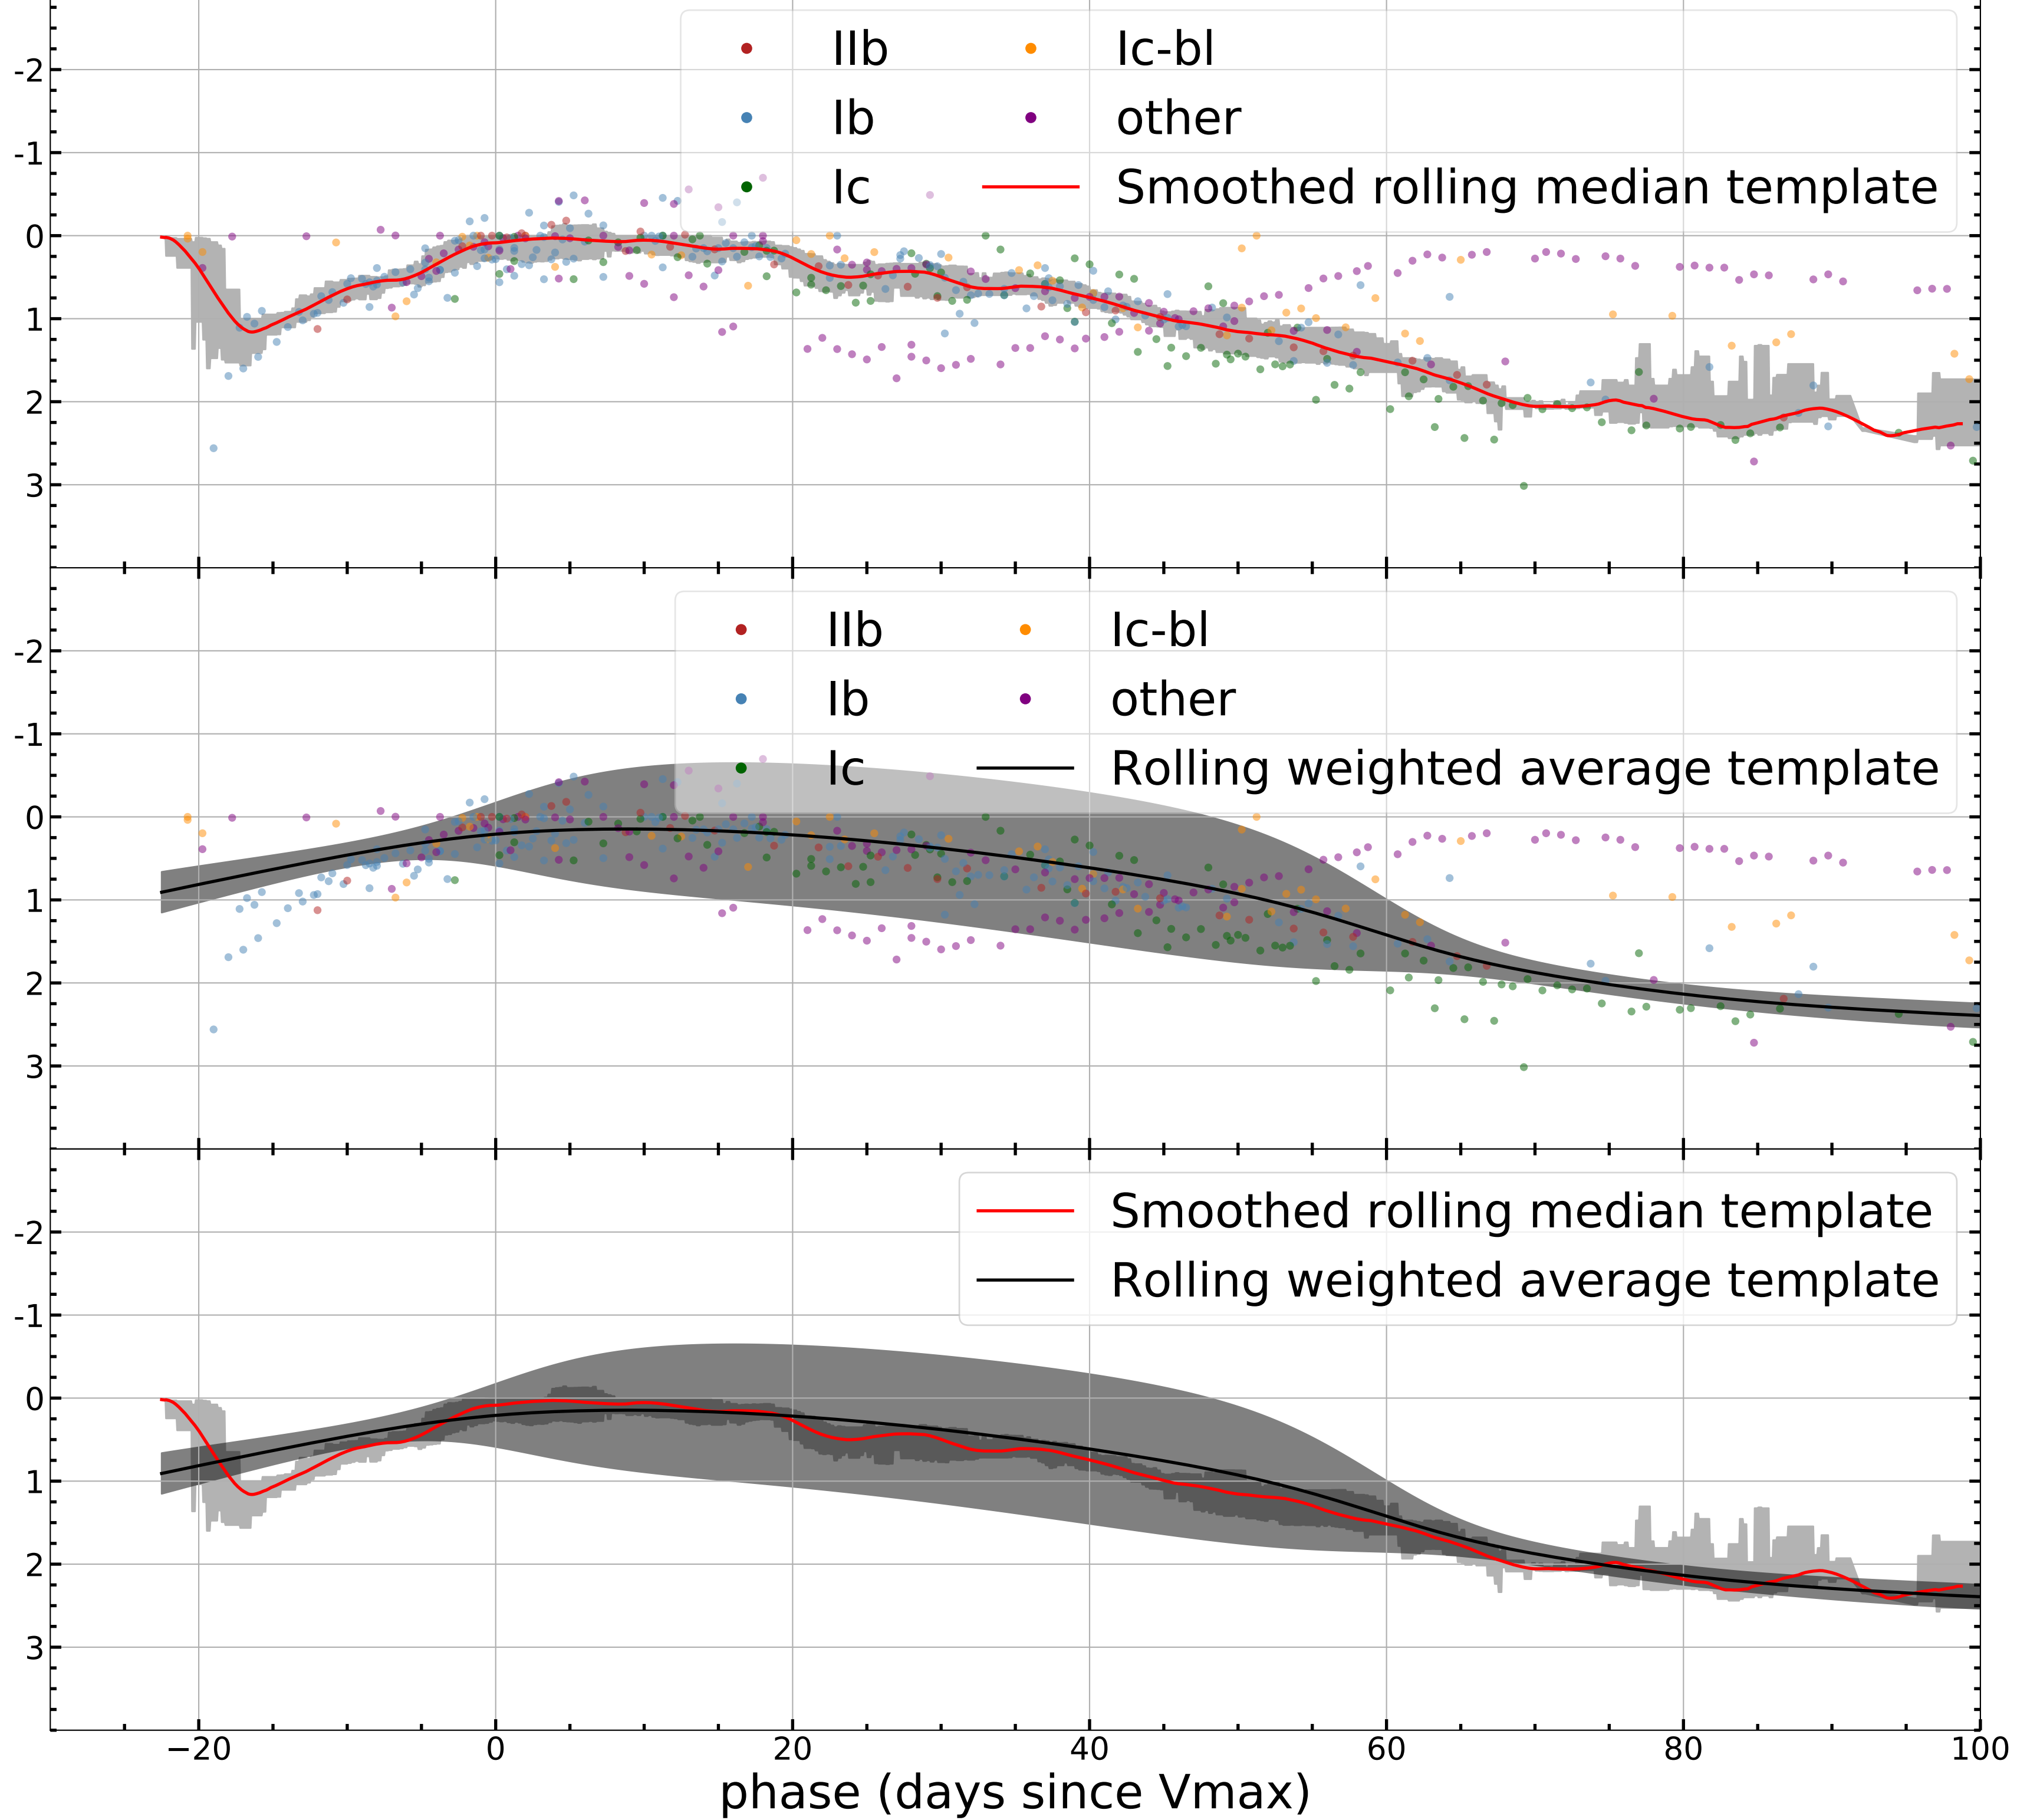 IIb Ic-bl
Ib other
Ic Smoothed rolling median template
-2
-1
0
1
2
3
IIb Ic-bl
Ib other
Ic Rolling weighted average template
-2
-1
0
1
2
3
Smoothed rolling median template
Rolling weighted average template
-2
-1
0
1
2
3
−20 0 20 40 60 80 100
phase (days since Vmax)